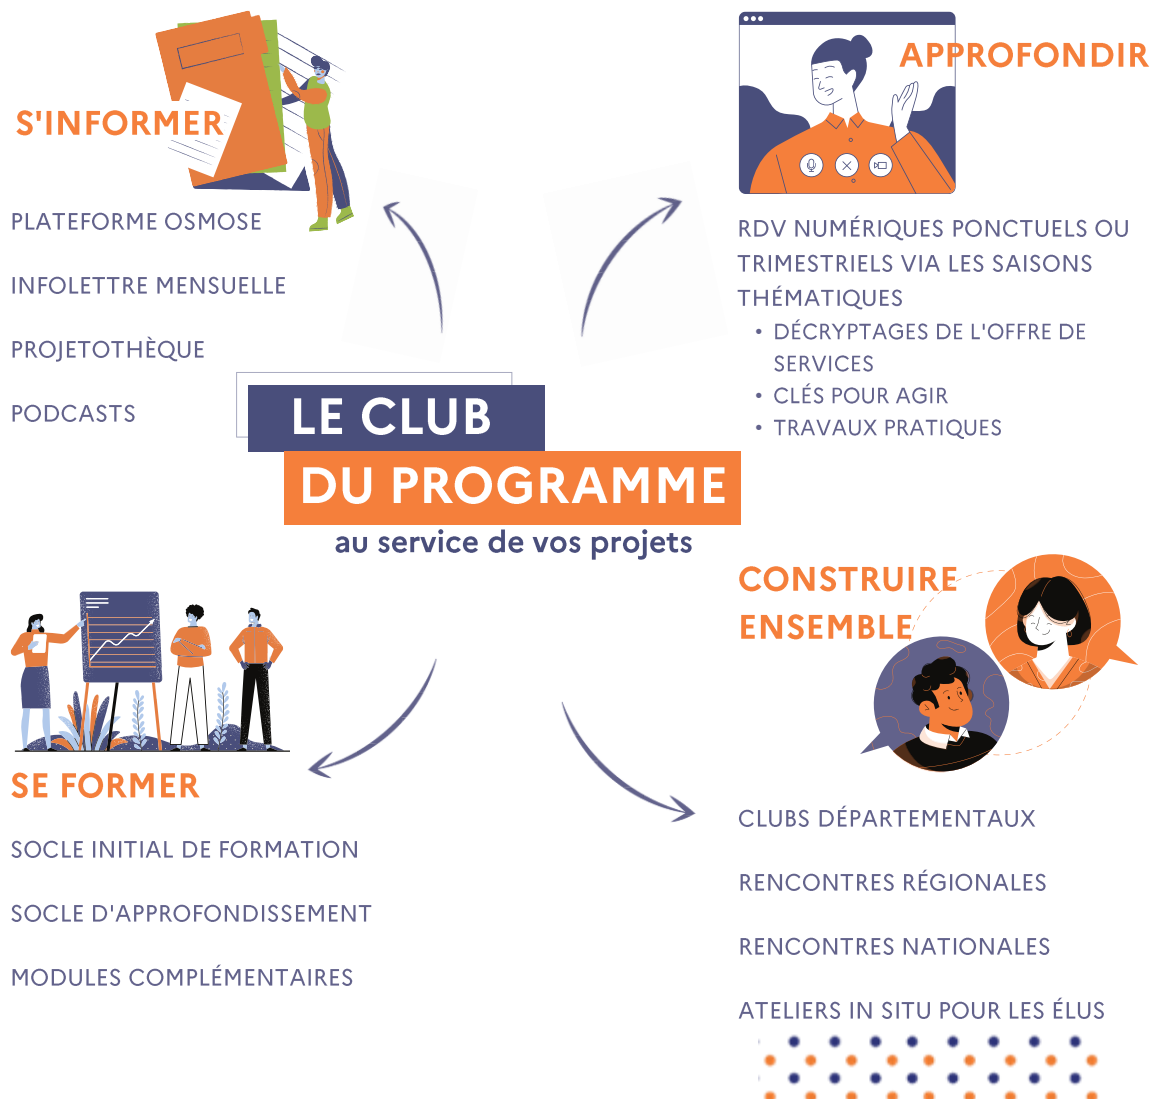 S'INFORMER
PLATEFORME OSMOSE
INFOLETTRE MENSUELLE
PROJETOTHÈQUE
PODCASTS
APPROFONDIR
RDV NUMÉRIQUES PONCTUELS OU
TRIMESTRIELS VIA LES SAISONS
THÉMATIQUES
• DÉCRYPTAGES DE L'OFFRE DE
SERVICES
• CLÉS POUR AGIR
• TRAVAUX PRATIQUES
LE CLUB
DU PROGRAMME
au service de vos projets
SE FORMER
SOCLE INITIAL DE FORMATION
SOCLE D'APPROFONDISSEMENT
MODULES COMPLÉMENTAIRES
CONSTRUIRE
ENSEMBLE
CLUBS DÉPARTEMENTAUX
RENCONTRES RÉGIONALES
RENCONTRES NATIONALES
ATELIERS IN SITU POUR LES ÉLUS